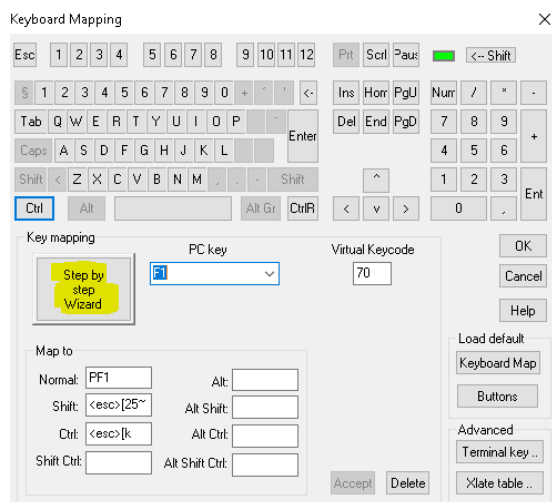 Keyboard Mapping
Esc 1 2 3 4 5 6 7 8 9 10 11 12 Prt Scrl Paus <-- Shift
§ 1 2 3 4 5 6 7 8 9 0 + ´ ' <- Ins Hom PgU Num / * -
Tab Q W E R T Y U I O P ¨ Enter Del End PgD 7 8 9 +
Caps A S D F G H J K L 4 5 6
Shift < Z X C V B N M , . - Shift ^ 1 2 3 Ent
Ctrl Alt Alt Gr CtrlR < v > 0 ,
Key mapping
PC key
Virtual Keycode
OK
Step by
step
Wizard
F1
70
Cancel
Help
Map to
Load default
Normal: PF1
Alt:
Keyboard Map
Shift: <esc>[25~
Alt Shift:
Buttons
Ctrl: <esc>[k
Alt Ctrl:
Advanced
Shift Ctrl:
Alt Shift Ctrl:
Terminal key ..
Accept
Delete
Xlate table ..